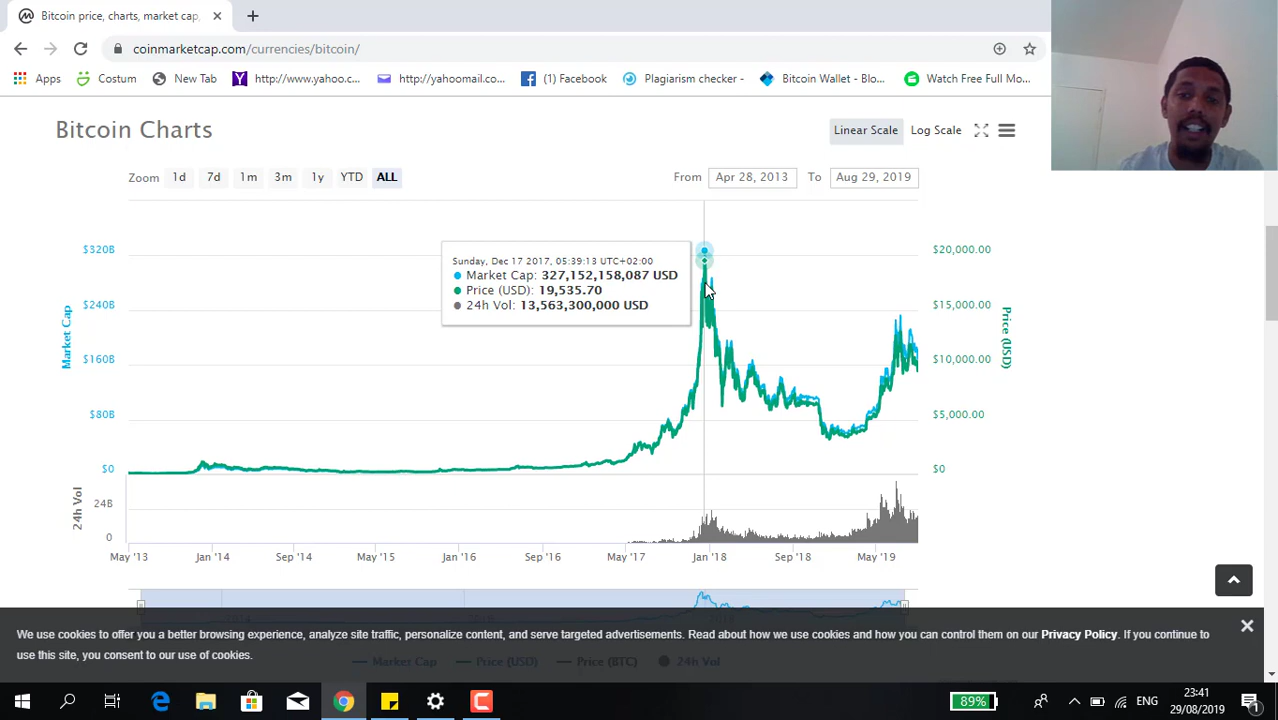 Bitcoin price, charts, market cap,
coinmarketcap.com/currencies/bitcoin/
Apps Costum New Tab http://www.yahoo.c... http://yahoomail.co... (1) Facebook Plagiarism checker - ... Bitcoin Wallet - Blo... Watch Free Full Mo...
Bitcoin Charts
Linear Scale Log Scale
Zoom 1d 7d 1m 3m 1y YTD ALL From Apr 28, 2013 To Aug 29, 2019
$320B $20,000.00
Sunday, Dec 17 2017, 05:39:13 UTC+02:00
Market Cap: 327,152,158,087 USD
Price (USD): 19,535.70
24h Vol: 13,563,300,000 USD
$240B $15,000.00
Market Cap
Price (USD)
$160B $10,000.00
$80B $5,000.00
$0 $0
24h Vol
24B
0
May '13 Jan '14 Sep '14 May '15 Jan '16 Sep '16 May '17 Jan '18 Sep '18 May '19
We use cookies to offer you a better browsing experience, analyze site traffic, personalize content, and serve targeted advertisements. Read about how we use cookies and how you can control them on our Privacy Policy. If you continue to
use this site, you consent to our use of cookies.
Market Cap Price (USD) Price (BTC) 24h Vol
89% ENG 23:41
29/08/2019